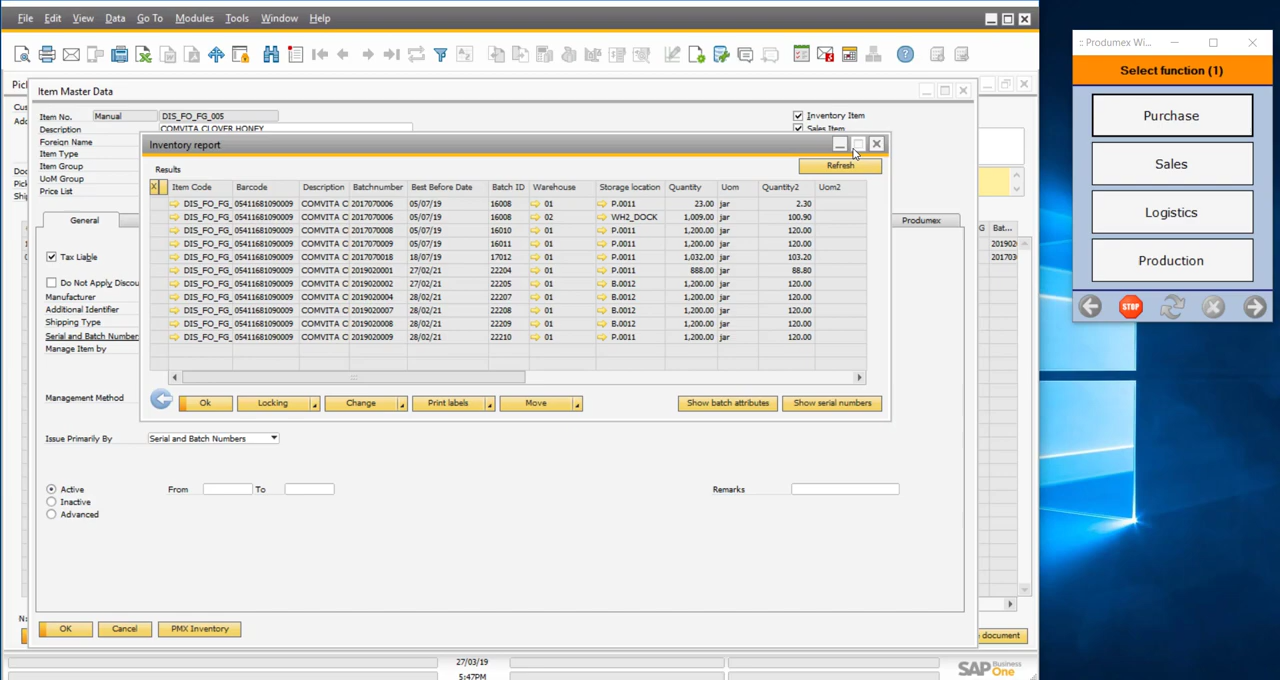 File Edit View Data Go To Modules Tools Window Help
Item Master Data
Item No. Manual DIS_FO_FG_005 Inventory Item
Description COMVITA CLOVER HONEY Sales Item
Foreign Name
Item Type
Item Group
UoM Group
Price List
General Produmex
Tax Liable
Do Not Apply Discou
Manufacturer
Additional Identifier
Shipping Type
Serial and Batch Number
Manage Item by
Management Method
Issue Primarily By Serial and Batch Numbers
Active From To Remarks
Inactive
Advanced
OK Cancel PMX Inventory
Inventory report
Results Refresh
X Item Code Barcode Description Batchnumber Best Before Date Batch ID Warehouse Storage location Quantity Uom Quantity2 Uom2
DIS_FO_FG_ 05411681090009 COMVITA C 2017070006 05/07/19 16008 01 P.0011 23.00 jar 2.30
DIS_FO_FG_ 05411681090009 COMVITA C 2017070006 05/07/19 16008 02 WH2_DOCK 1,009.00 jar 100.90
DIS_FO_FG_ 05411681090009 COMVITA C 2017070008 05/07/19 16010 01 P.0011 1,200.00 jar 120.00
DIS_FO_FG_ 05411681090009 COMVITA C 2017070009 05/07/19 16011 01 P.0011 1,200.00 jar 120.00
DIS_FO_FG_ 05411681090009 COMVITA C 2017070018 18/07/19 17012 01 P.0011 1,032.00 jar 103.20
DIS_FO_FG_ 05411681090009 COMVITA C 2019020001 27/02/21 22204 01 P.0011 888.00 jar 88.80
DIS_FO_FG_ 05411681090009 COMVITA C 2019020002 27/02/21 22205 01 B.0012 1,200.00 jar 120.00
DIS_FO_FG_ 05411681090009 COMVITA C 2019020004 28/02/21 22207 01 B.0012 1,200.00 jar 120.00
DIS_FO_FG_ 05411681090009 COMVITA C 2019020007 28/02/21 22208 01 B.0012 1,200.00 jar 120.00
DIS_FO_FG_ 05411681090009 COMVITA C 2019020008 28/02/21 22209 01 B.0012 1,200.00 jar 120.00
DIS_FO_FG_ 05411681090009 COMVITA C 2019020009 28/02/21 22210 01 P.0011 1,200.00 jar 120.00
Ok Locking Change Print labels Move Show batch attributes Show serial numbers
Pic
Cus
Add
Doc
Pick
Ship
G Bat...
201902
201703
N:
document
27/03/19
5:47PM
SAP Business One
:: Produmex Wi...
Select function (1)
Purchase
Sales
Logistics
Production
STOP